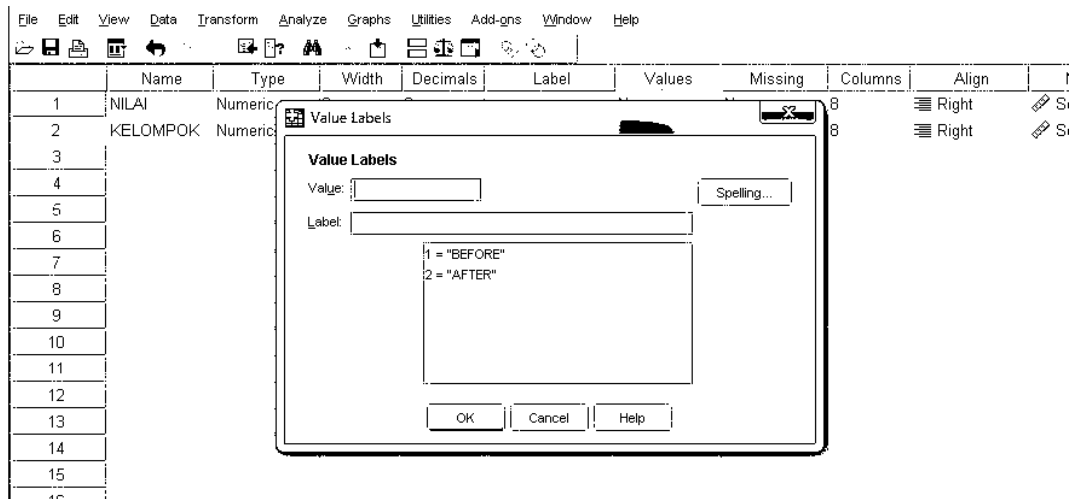 File Edit View Data Transform Analyze Graphs Utilities Add-ons Window Help
Name Type Width Decimals Label Values Missing Columns Align
1 NILAI Numeric 8 Right
2 KELOMPOK Numeric 8 Right
3
4
5
6
7
8
9
10
11
12
13
14
15
16
Value Labels
Value Labels
Value:
Spelling...
Label:
1 = "BEFORE"
2 = "AFTER"
OK Cancel Help